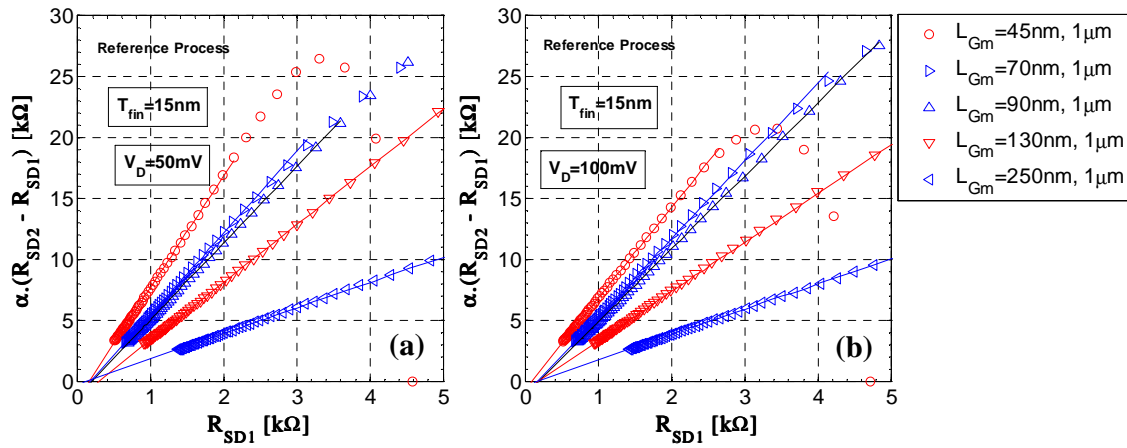 α.(R_SD2 - R_SD1) [kΩ]
30
25
20
15
10
5
0
Reference Process
T_fin=15nm
V_D=50mV
(a)
0 1 2 3 4 5
R_SD1 [kΩ]
30
25
20
15
10
5
0
α.(R_SD2 - R_SD1) [kΩ]
Reference Process
T_fin=15nm
V_D=100mV
(b)
0 1 2 3 4 5
R_SD1 [kΩ]
L_Gm=45nm, 1μm
L_Gm=70nm, 1μm
L_Gm=90nm, 1μm
L_Gm=130nm, 1μm
L_Gm=250nm, 1μm